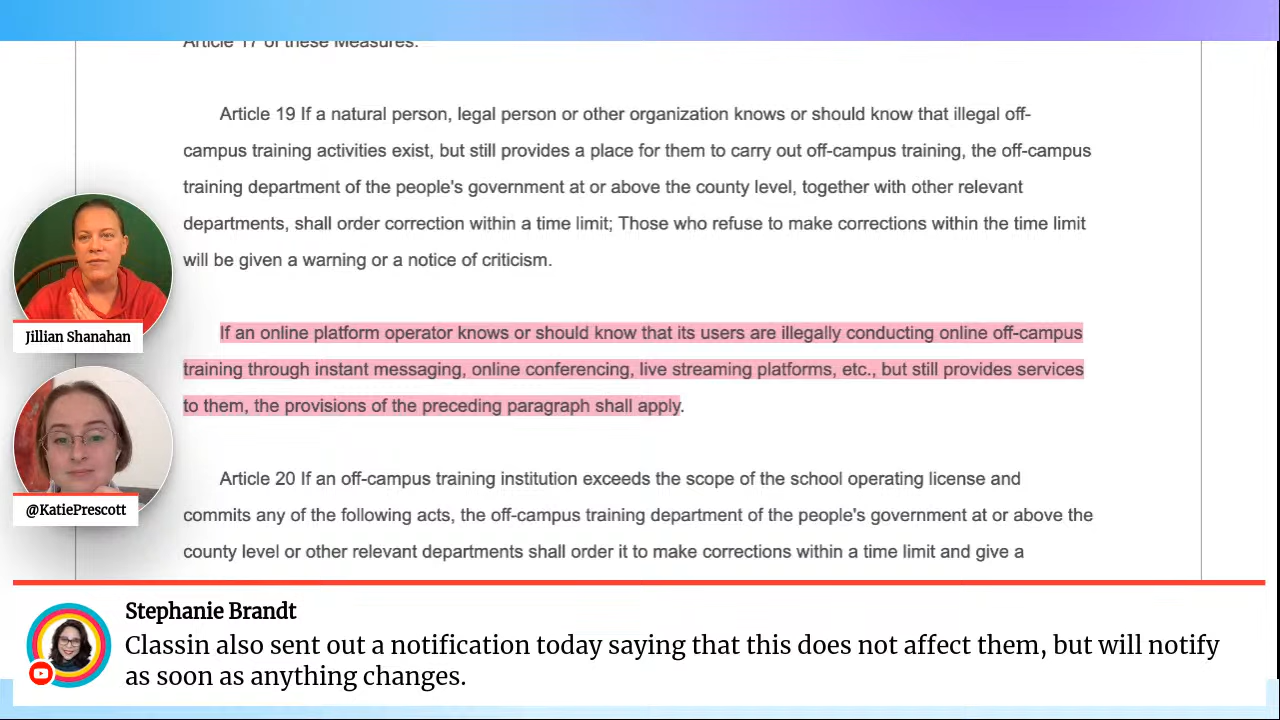 Article 17 of these Measures.
Article 19 If a natural person, legal person or other organization knows or should know that illegal off-
campus training activities exist, but still provides a place for them to carry out off-campus training, the off-campus
training department of the people's government at or above the county level, together with other relevant
departments, shall order correction within a time limit; Those who refuse to make corrections within the time limit
will be given a warning or a notice of criticism.
If an online platform operator knows or should know that its users are illegally conducting online off-campus
training through instant messaging, online conferencing, live streaming platforms, etc., but still provides services
to them, the provisions of the preceding paragraph shall apply.
Article 20 If an off-campus training institution exceeds the scope of the school operating license and
commits any of the following acts, the off-campus training department of the people's government at or above the
county level or other relevant departments shall order it to make corrections within a time limit and give a
Jillian Shanahan
@KatiePrescott
Stephanie Brandt
Classin also sent out a notification today saying that this does not affect them, but will notify
as soon as anything changes.